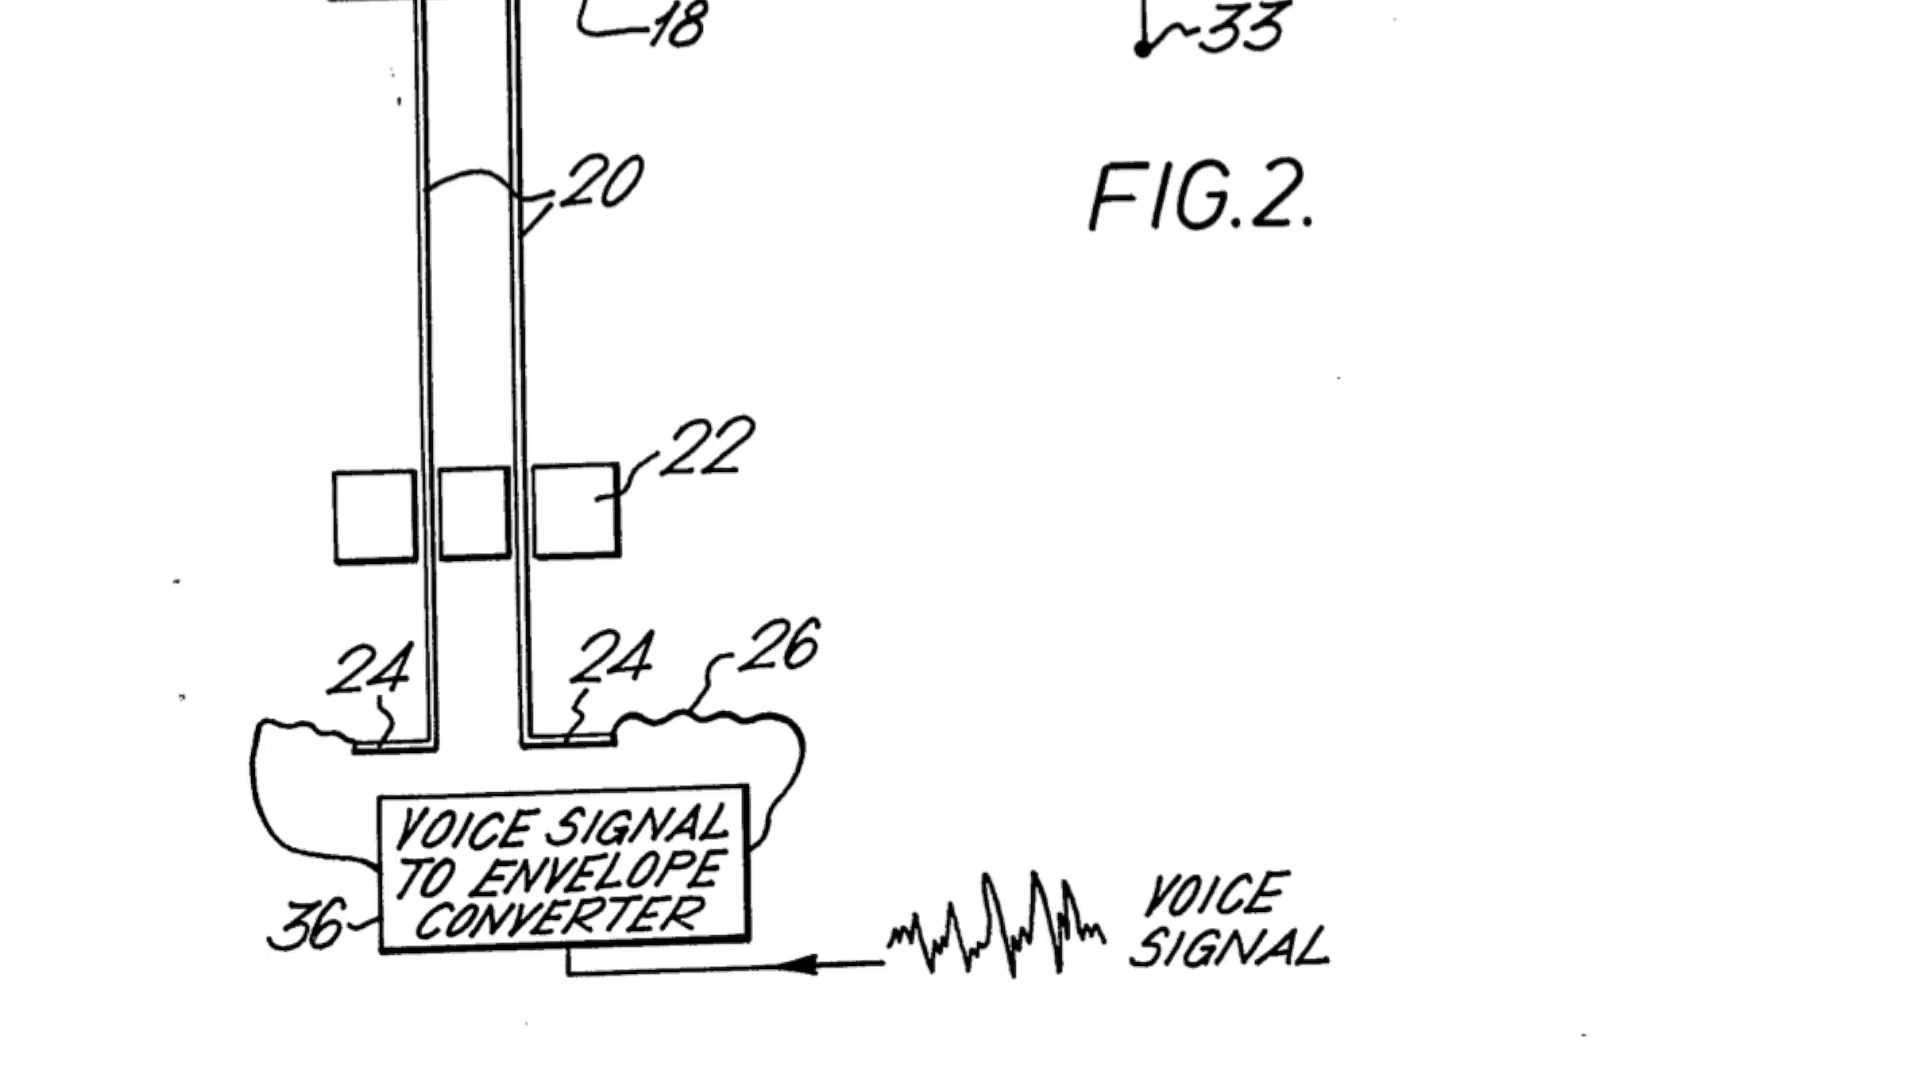 18
33
20
FIG.2.
22
24
24
26
VOICE SIGNAL
TO ENVELOPE
CONVERTER
36
VOICE
SIGNAL